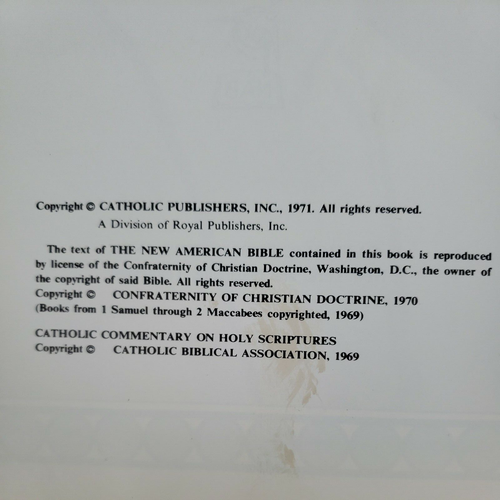 Copyright © CATHOLIC PUBLISHERS, INC., 1971. All rights reserved.
A Division of Royal Publishers, Inc.
The text of THE NEW AMERICAN BIBLE contained in this book is reproduced
by license of the Confraternity of Christian Doctrine, Washington, D.C., the owner of
the copyright of said Bible. All rights reserved.
Copyright © CONFRATERNITY OF CHRISTIAN DOCTRINE, 1970
(Books from 1 Samuel through 2 Maccabees copyrighted, 1969)
CATHOLIC COMMENTARY ON HOLY SCRIPTURES
Copyright © CATHOLIC BIBLICAL ASSOCIATION, 1969